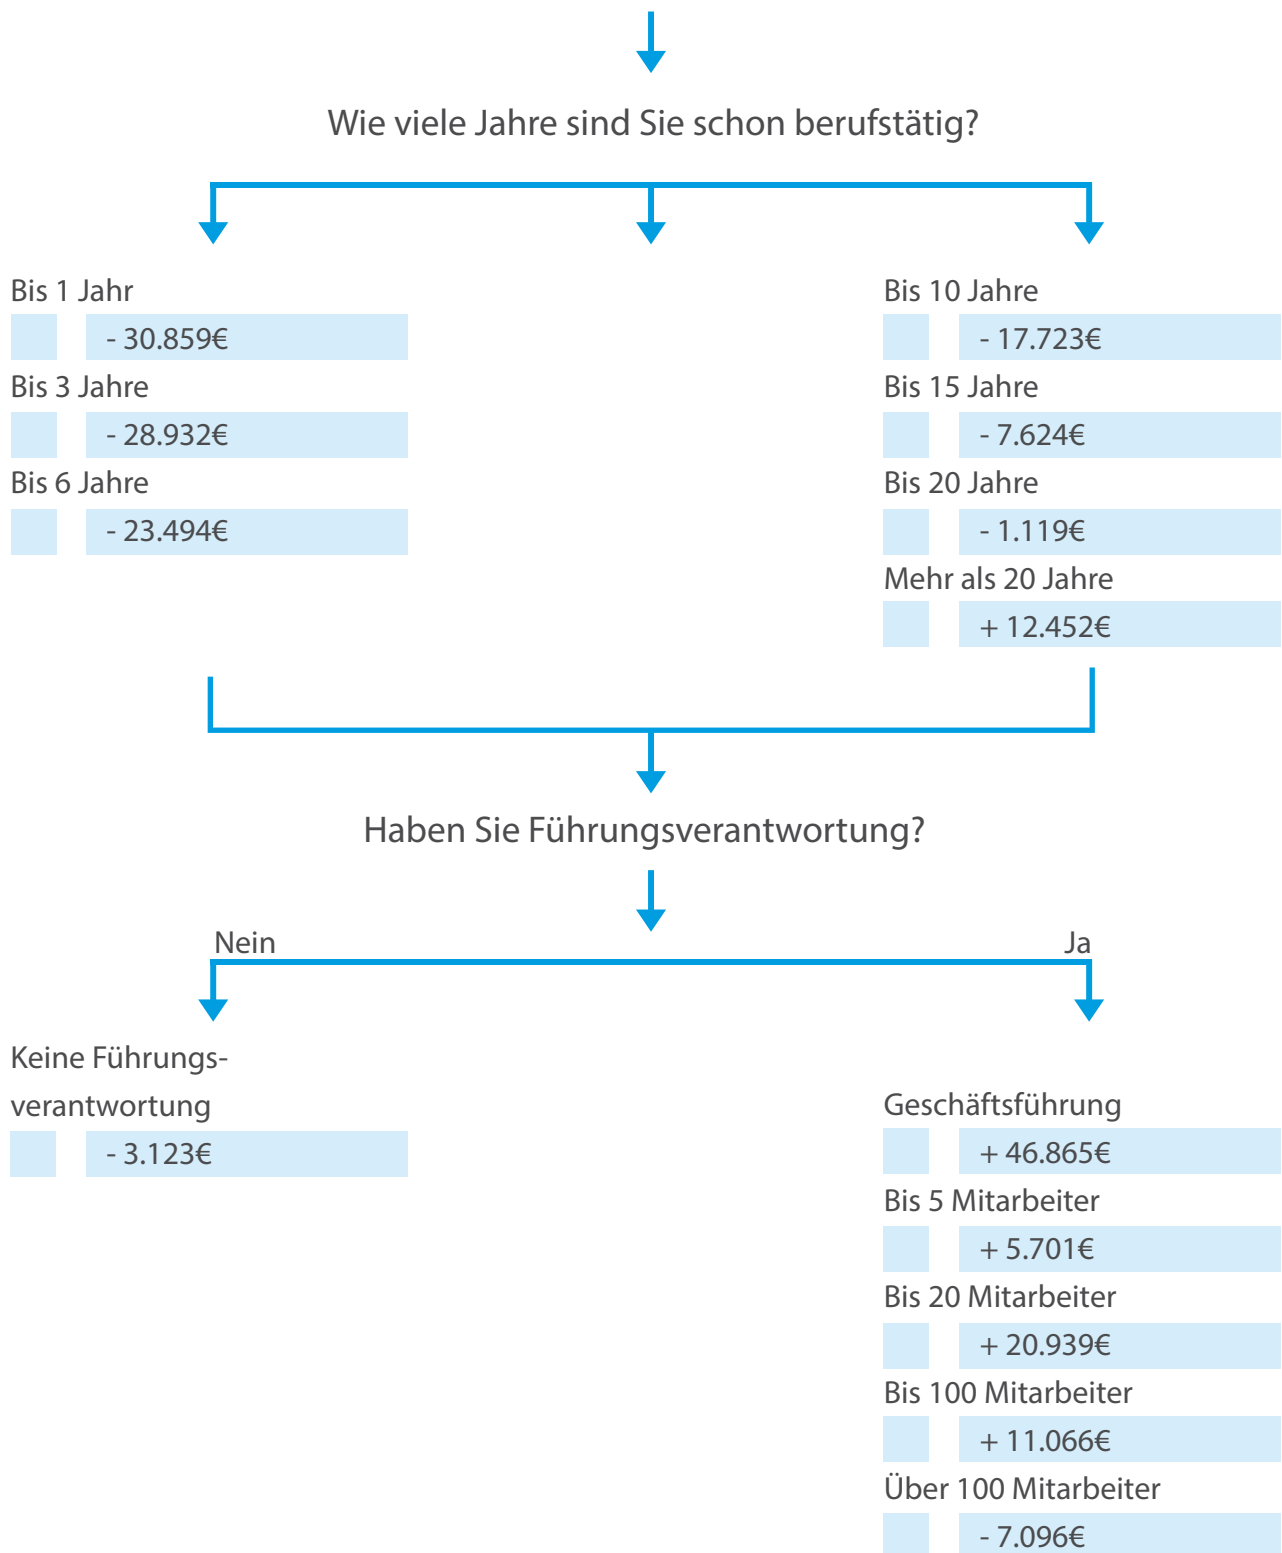 Wie viele Jahre sind Sie schon berufstätig?
Bis 1 Jahr
- 30.859€
Bis 3 Jahre
- 28.932€
Bis 6 Jahre
- 23.494€
Bis 10 Jahre
- 17.723€
Bis 15 Jahre
- 7.624€
Bis 20 Jahre
- 1.119€
Mehr als 20 Jahre
+ 12.452€
Haben Sie Führungsverantwortung?
Nein
Ja
Keine Führungs-
verantwortung
- 3.123€
Geschäftsführung
+ 46.865€
Bis 5 Mitarbeiter
+ 5.701€
Bis 20 Mitarbeiter
+ 20.939€
Bis 100 Mitarbeiter
+ 11.066€
Über 100 Mitarbeiter
- 7.096€